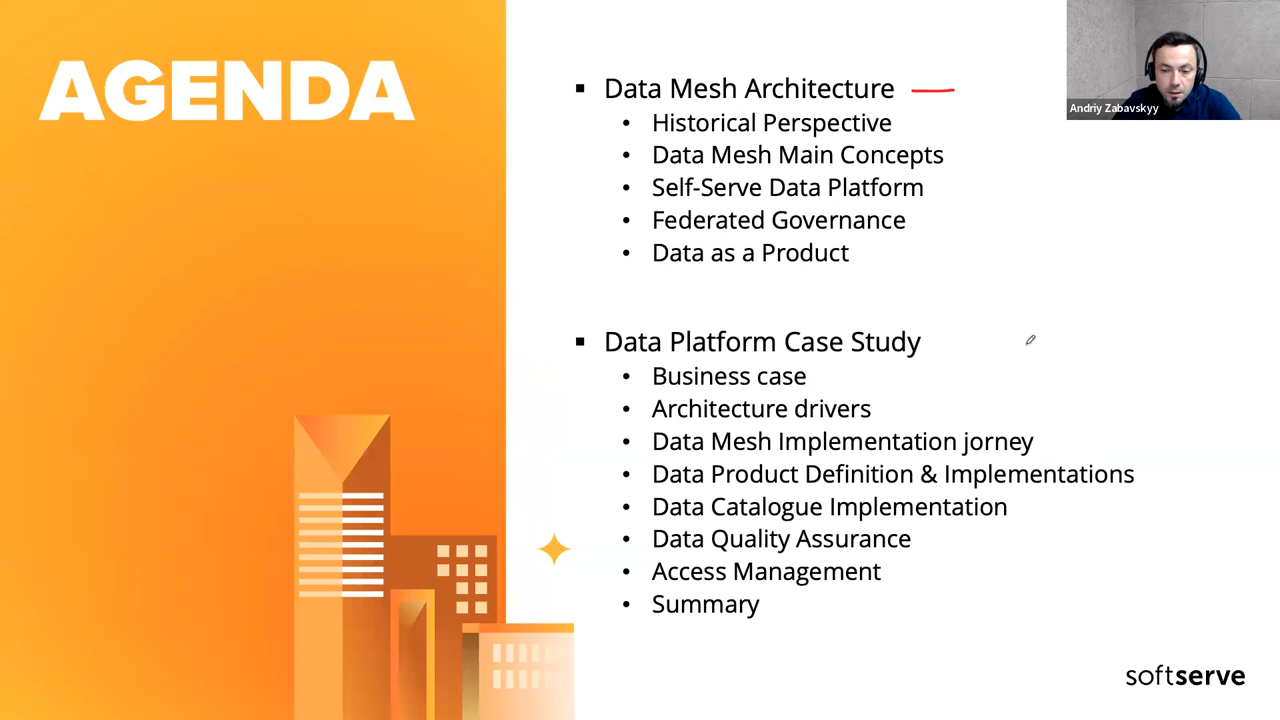 AGENDA
▪ Data Mesh Architecture
• Historical Perspective
• Data Mesh Main Concepts
• Self-Serve Data Platform
• Federated Governance
• Data as a Product
▪ Data Platform Case Study
• Business case
• Architecture drivers
• Data Mesh Implementation jorney
• Data Product Definition & Implementations
• Data Catalogue Implementation
• Data Quality Assurance
• Access Management
• Summary
Andriy Zabavskyy
softserve